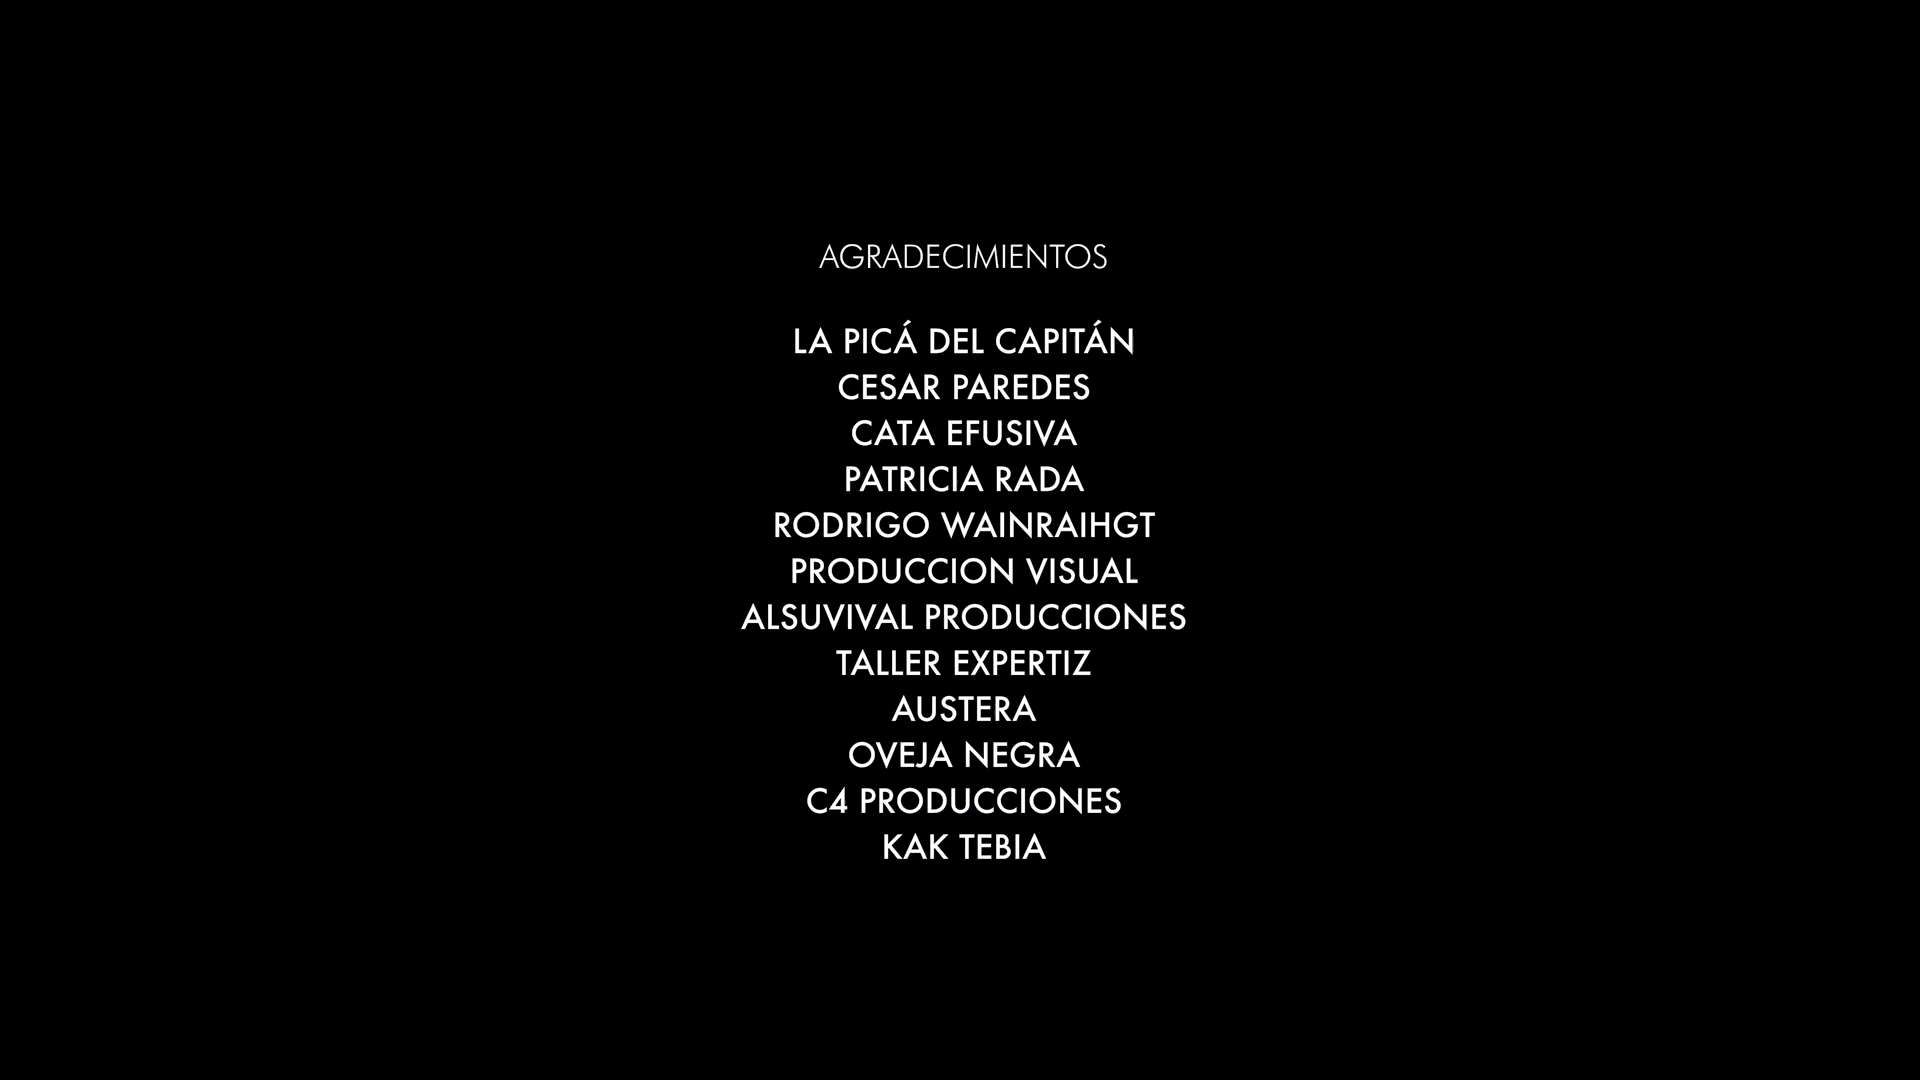 AGRADECIMIENTOS
LA PICÁ DEL CAPITÁN
CESAR PAREDES
CATA EFUSIVA
PATRICIA RADA
RODRIGO WAINRAIHGT
PRODUCCION VISUAL
ALSUVIVAL PRODUCCIONES
TALLER EXPERTIZ
AUSTERA
OVEJA NEGRA
C4 PRODUCCIONES
KAK TEBIA